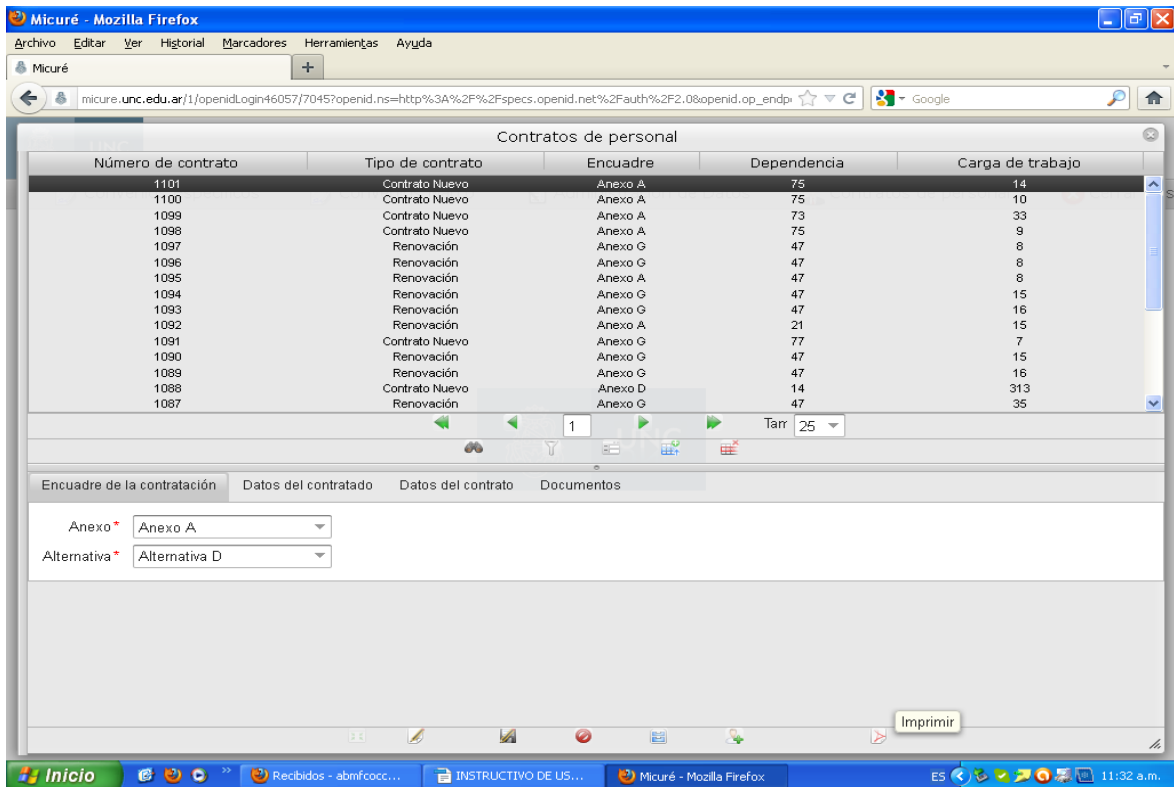 Micuré - Mozilla Firefox
Archivo Editar Ver Historial Marcadores Herramientas Ayuda
Micuré
micure.unc.edu.ar/1/openidLogin46057/7045?openid.ns=http%3A%2F%2Fspecs.openid.net%2Fauth%2F2.0&openid.op_endp Google
Contratos de personal
Número de contrato Tipo de contrato Encuadre Dependencia Carga de trabajo
1101 Contrato Nuevo Anexo A 75 14
1100 Contrato Nuevo Anexo A 75 10
1099 Contrato Nuevo Anexo A 73 33
1098 Contrato Nuevo Anexo A 75 9
1097 Renovación Anexo G 47 8
1096 Renovación Anexo G 47 8
1095 Renovación Anexo A 47 8
1094 Renovación Anexo G 47 15
1093 Renovación Anexo G 47 16
1092 Renovación Anexo A 21 15
1091 Contrato Nuevo Anexo G 77 7
1090 Renovación Anexo G 47 15
1089 Renovación Anexo G 47 16
1088 Contrato Nuevo Anexo D 14 313
1087 Renovación Anexo G 47 35
1 Tam 25
UNC
Encuadre de la contratación Datos del contratado Datos del contrato Documentos
Anexo* Anexo A
Alternativa* Alternativa D
Imprimir
Inicio Recibidos - abmfcocc... INSTRUCTIVO DE US... Micuré - Mozilla Firefox ES 11:32 a.m.